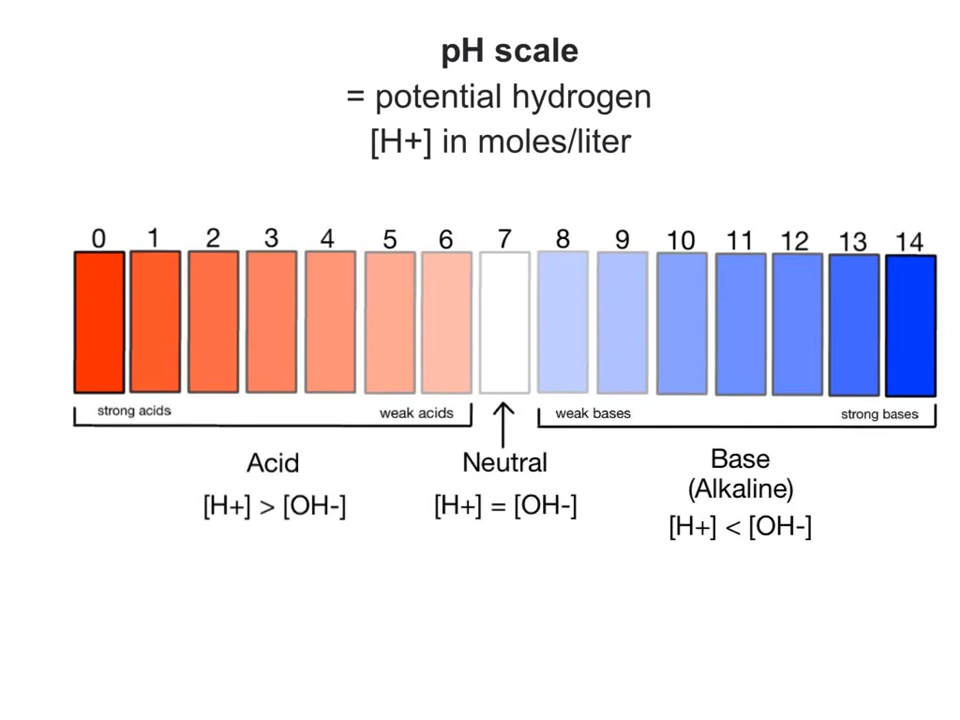 pH scale
= potential hydrogen
[H+] in moles/liter
0 1 2 3 4 5 6 7 8 9 10 11 12 13 14
strong acids weak acids weak bases strong bases
Acid Neutral Base
(Alkaline)
[H+] > [OH-] [H+] = [OH-] [H+] < [OH-]